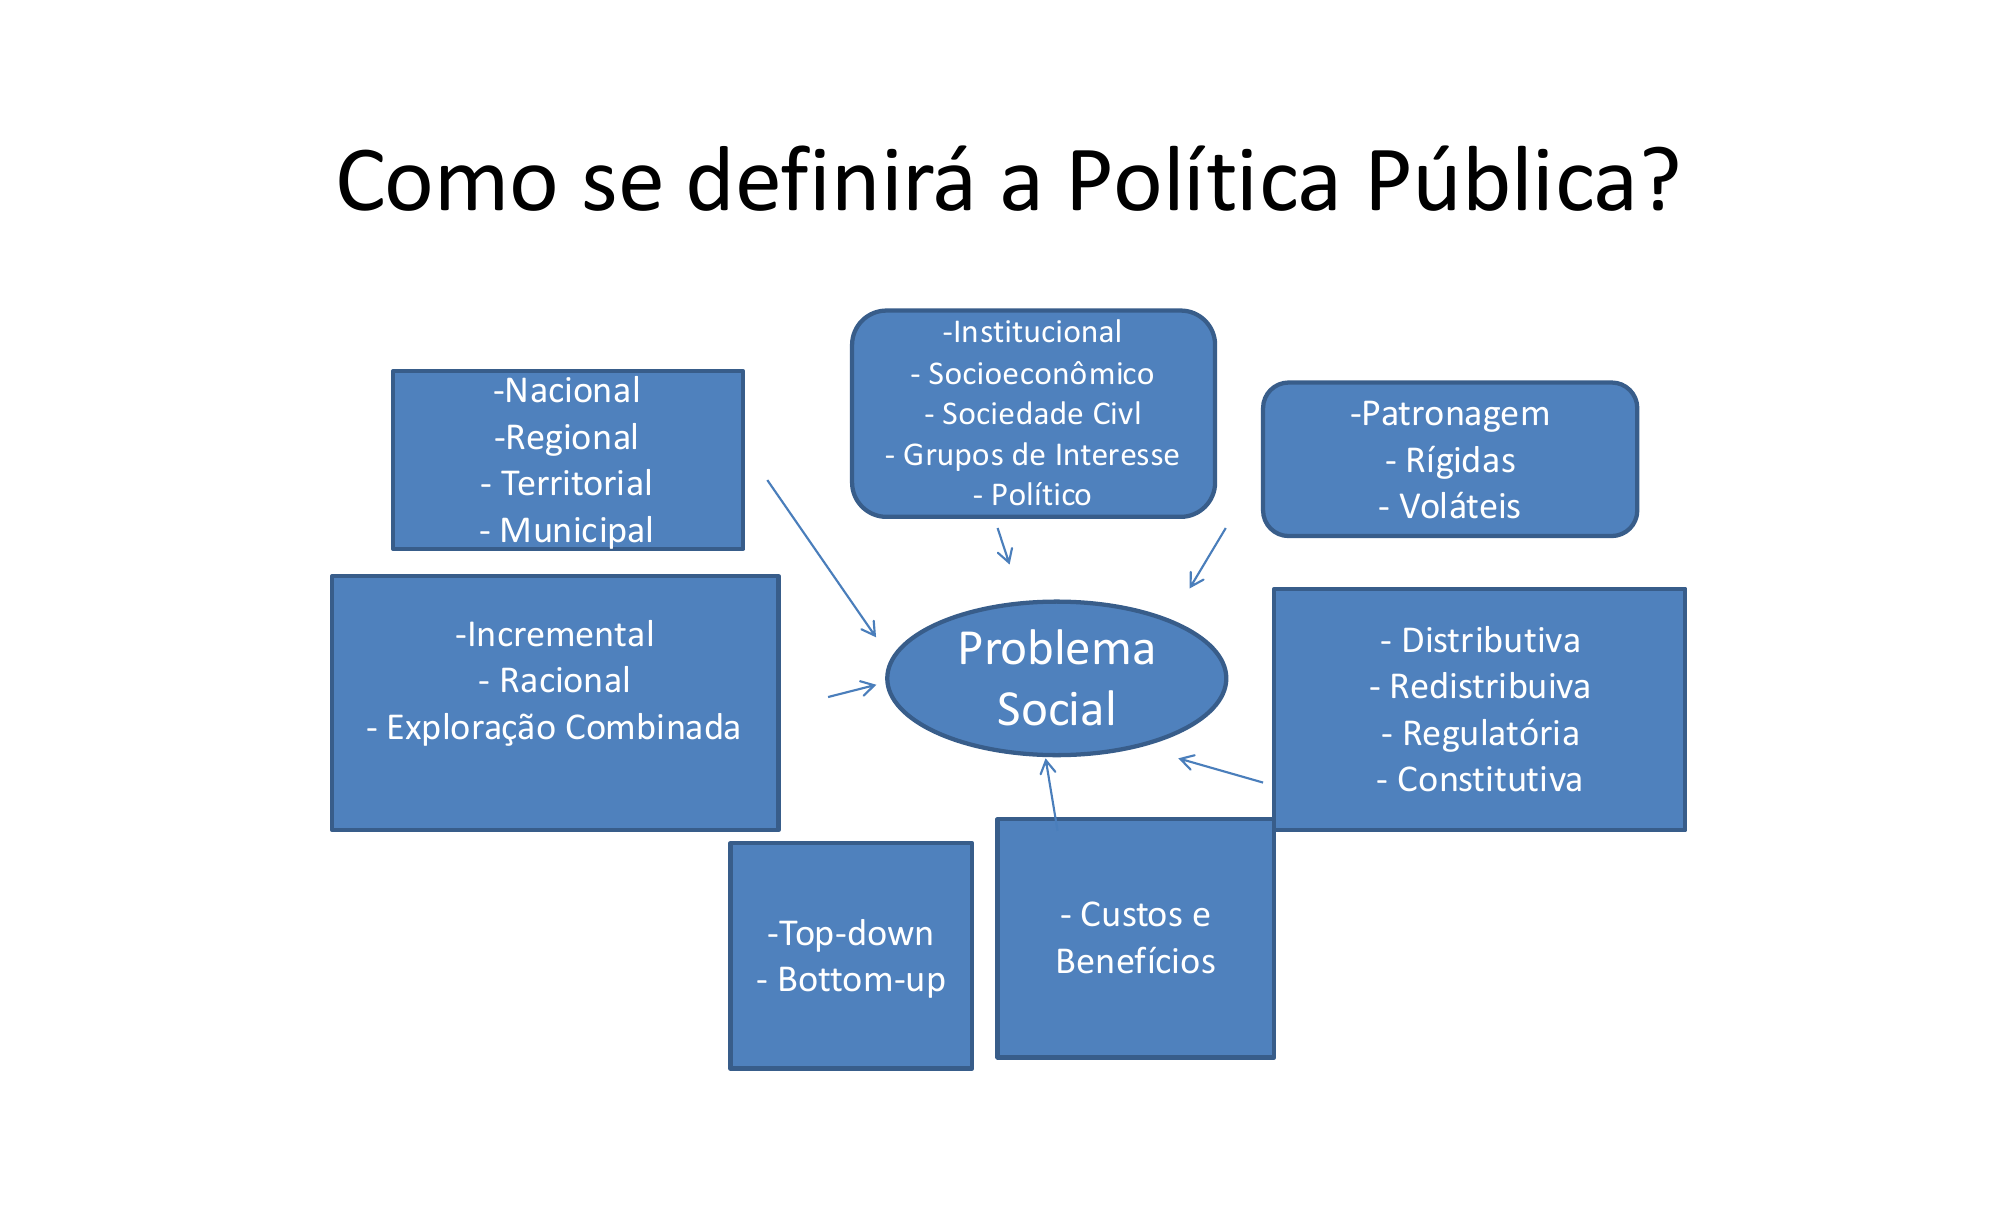 Como se definirá a Política Pública?
-Institucional
- Socioeconômico
- Sociedade Civl
- Grupos de Interesse
- Político
-Nacional
-Regional
- Territorial
- Municipal
-Patronagem
- Rígidas
- Voláteis
-Incremental
- Racional
- Exploração Combinada
Problema
Social
- Distributiva
- Redistribuiva
- Regulatória
- Constitutiva
-Top-down
- Bottom-up
- Custos e
Benefícios